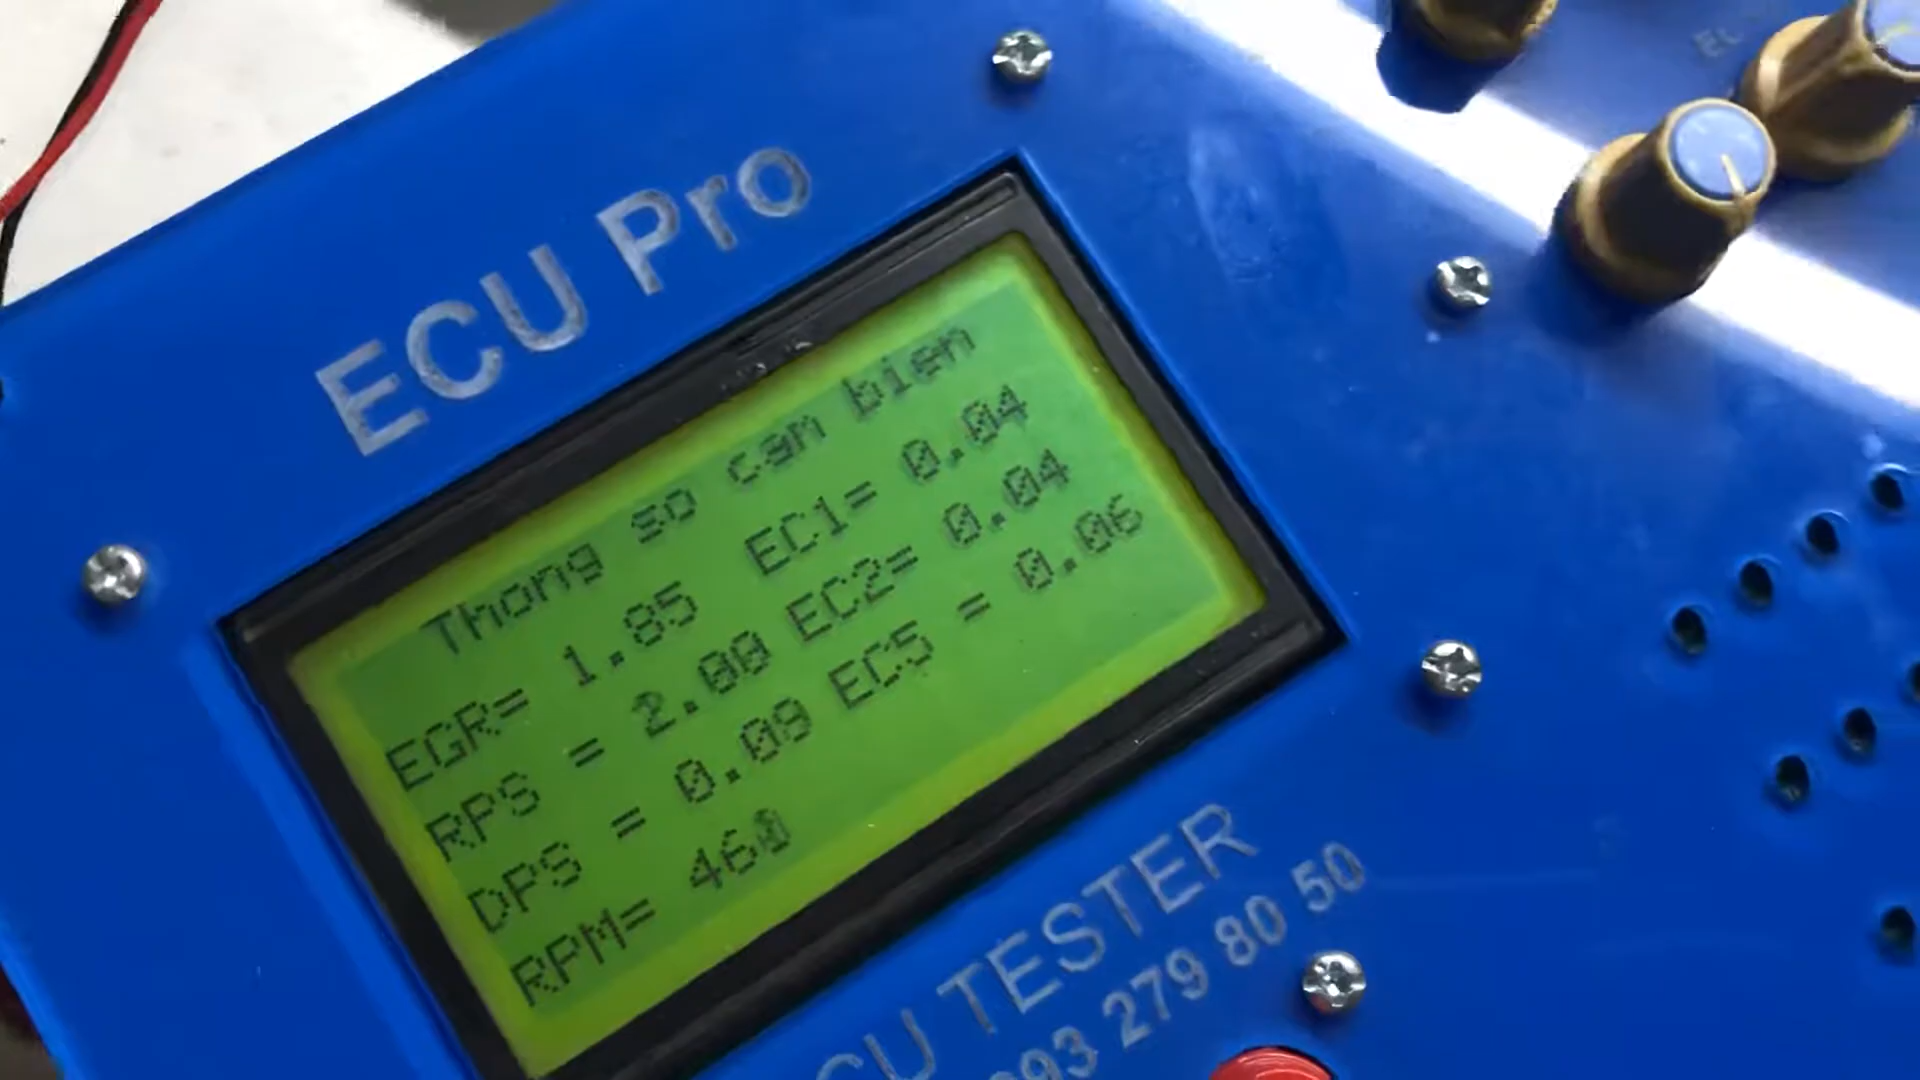 ECU Pro
Thong so cam bien
EGR= 1.85 EC1= 0.04
RPS = 2.00 EC2= 0.04
DPS = 0.09 EC5 = 0.06
RPM= 460
CU TESTER
093 279 80 50